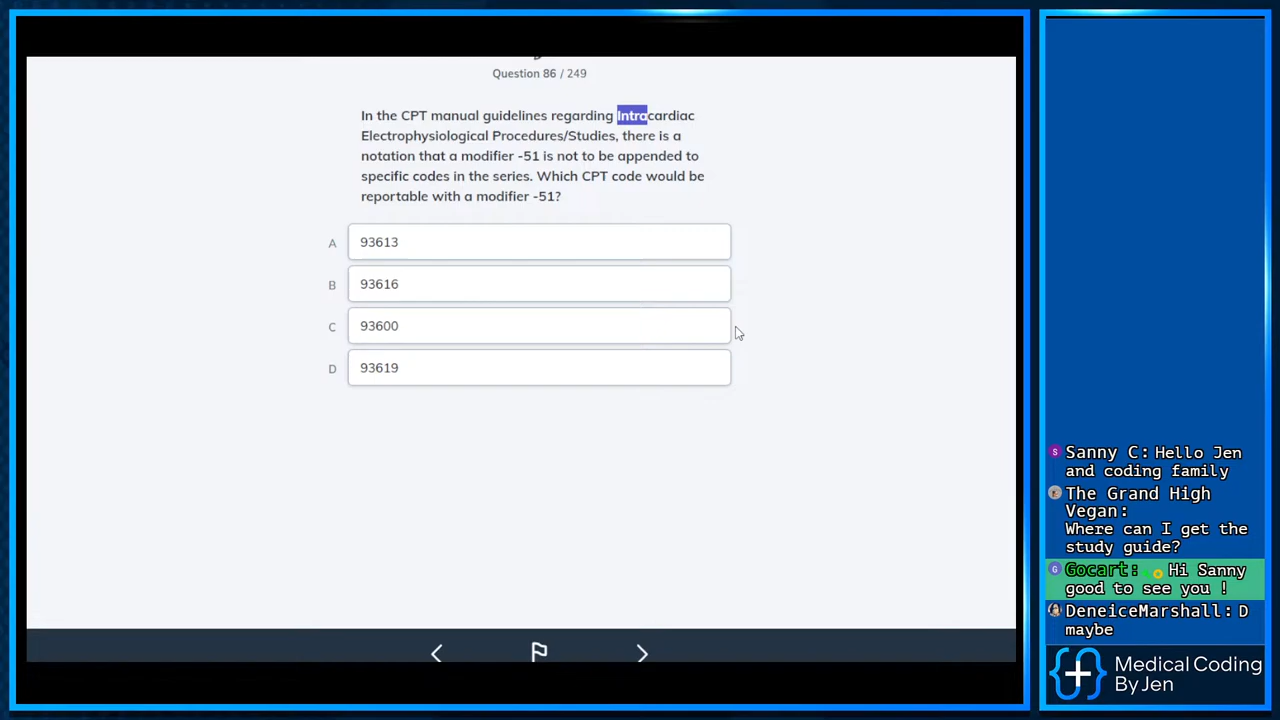 Question 86 / 249
In the CPT manual guidelines regarding Intracardiac
Electrophysiological Procedures/Studies, there is a
notation that a modifier -51 is not to be appended to
specific codes in the series. Which CPT code would be
reportable with a modifier -51?
A 93613
B 93616
C 93600
D 93619
S Sanny C: Hello Jen
and coding family
The Grand High
Vegan:
Where can I get the
study guide?
G Gocart: Hi Sanny
good to see you !
DeneiceMarshall: D
maybe
Medical Coding
By Jen